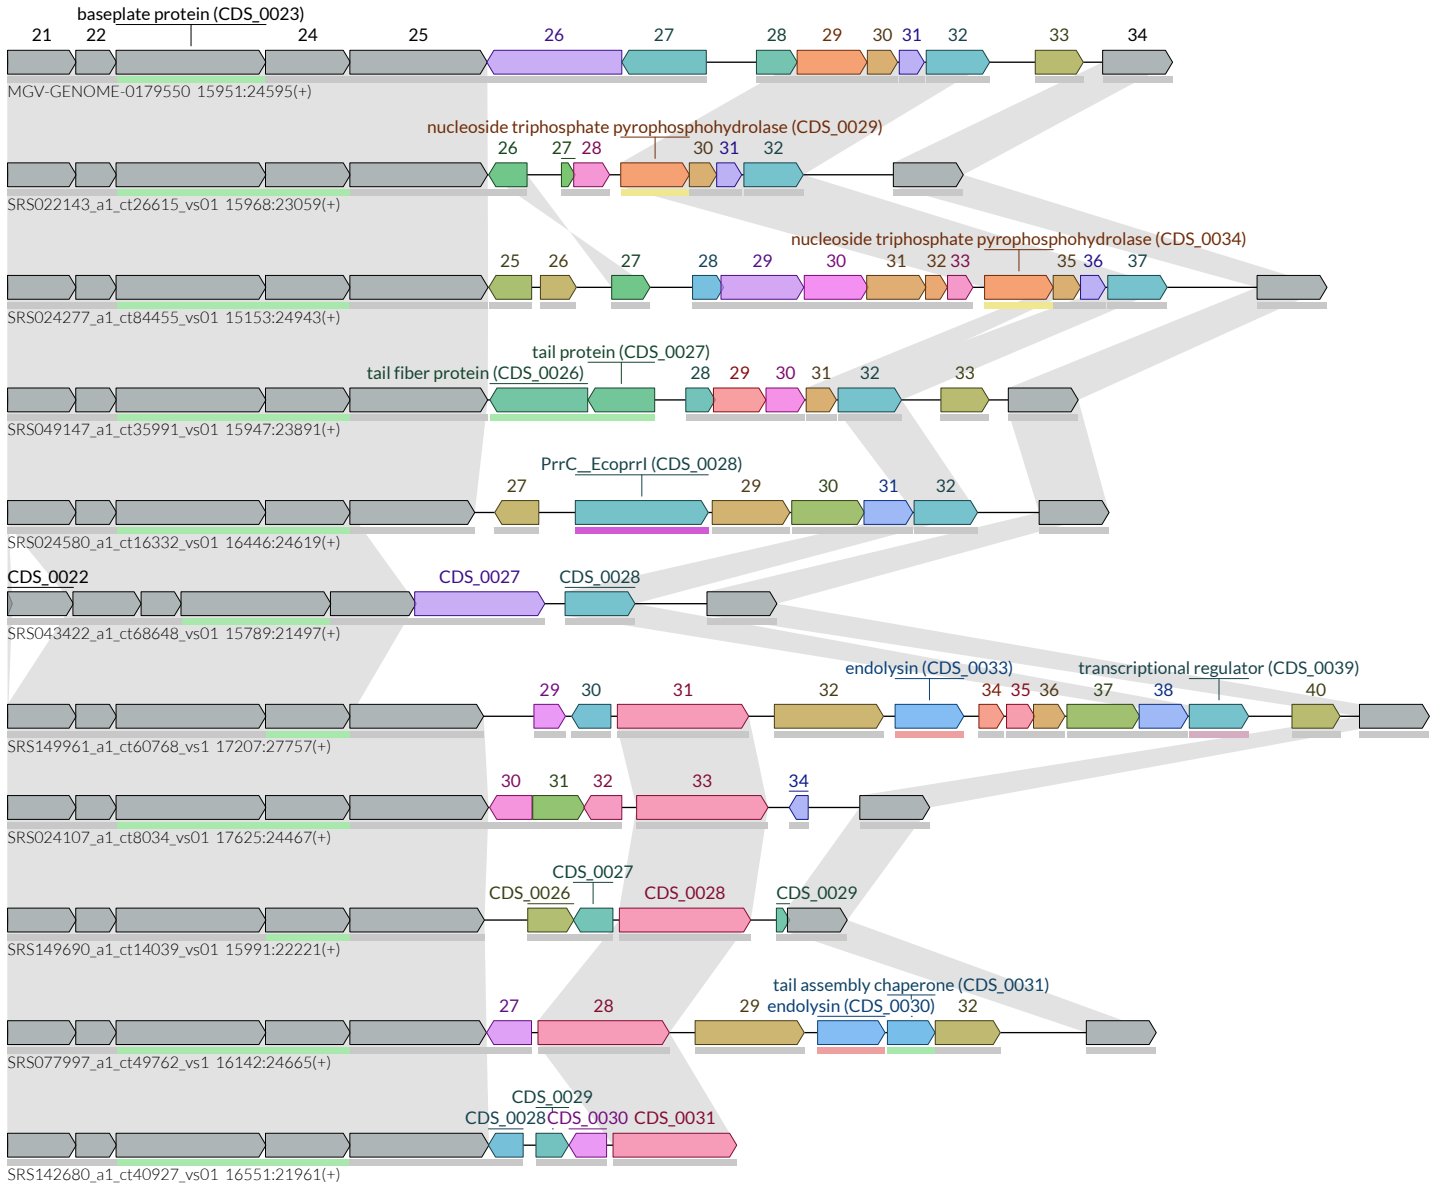 baseplate protein (CDS_0023)
21 22 24 25 26 27 28 29 30 31 32 33 34
MGV-GENOME-0179550 15951:24595(+)
nucleoside triphosphate pyrophosphohydrolase (CDS_0029)
26 27 28 30 31 32
SRS022143_a1_ct26615_vs01 15968:23059(+)
nucleoside triphosphate pyrophosphohydrolase (CDS_0034)
25 26 27 28 29 30 31 32 33 35 36 37
SRS024277_a1_ct84455_vs01 15153:24943(+)
tail protein (CDS_0027)
tail fiber protein (CDS_0026) 28 29 30 31 32 33
SRS049147_a1_ct35991_vs01 15947:23891(+)
PrrC__EcoprrI (CDS_0028)
27 29 30 31 32
SRS024580_a1_ct16332_vs01 16446:24619(+)
CDS_0022 CDS_0027 CDS_0028
SRS043422_a1_ct68648_vs01 15789:21497(+)
endolysin (CDS_0033) transcriptional regulator (CDS_0039)
29 30 31 32 34 35 36 37 38 40
SRS149961_a1_ct60768_vs1 17207:27757(+)
30 31 32 33 34
SRS024107_a1_ct8034_vs01 17625:24467(+)
CDS_0027
CDS_0026 CDS_0028 CDS_0029
SRS149690_a1_ct14039_vs01 15991:22221(+)
tail assembly chaperone (CDS_0031)
27 28 29 endolysin (CDS_0030) 32
SRS077997_a1_ct49762_vs1 16142:24665(+)
CDS_0029
CDS_0028 CDS_0030 CDS_0031
SRS142680_a1_ct40927_vs01 16551:21961(+)